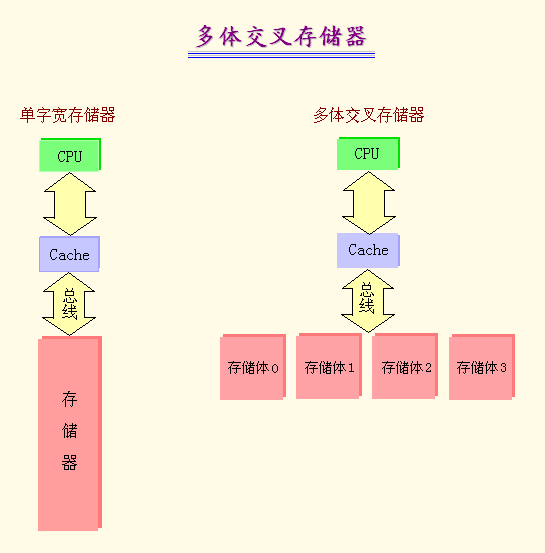 多体交叉存储器
单字宽存储器
CPU
Cache
总
线
存
储
器
多体交叉存储器
CPU
Cache
总
线
存储体0
存储体1
存储体2
存储体3